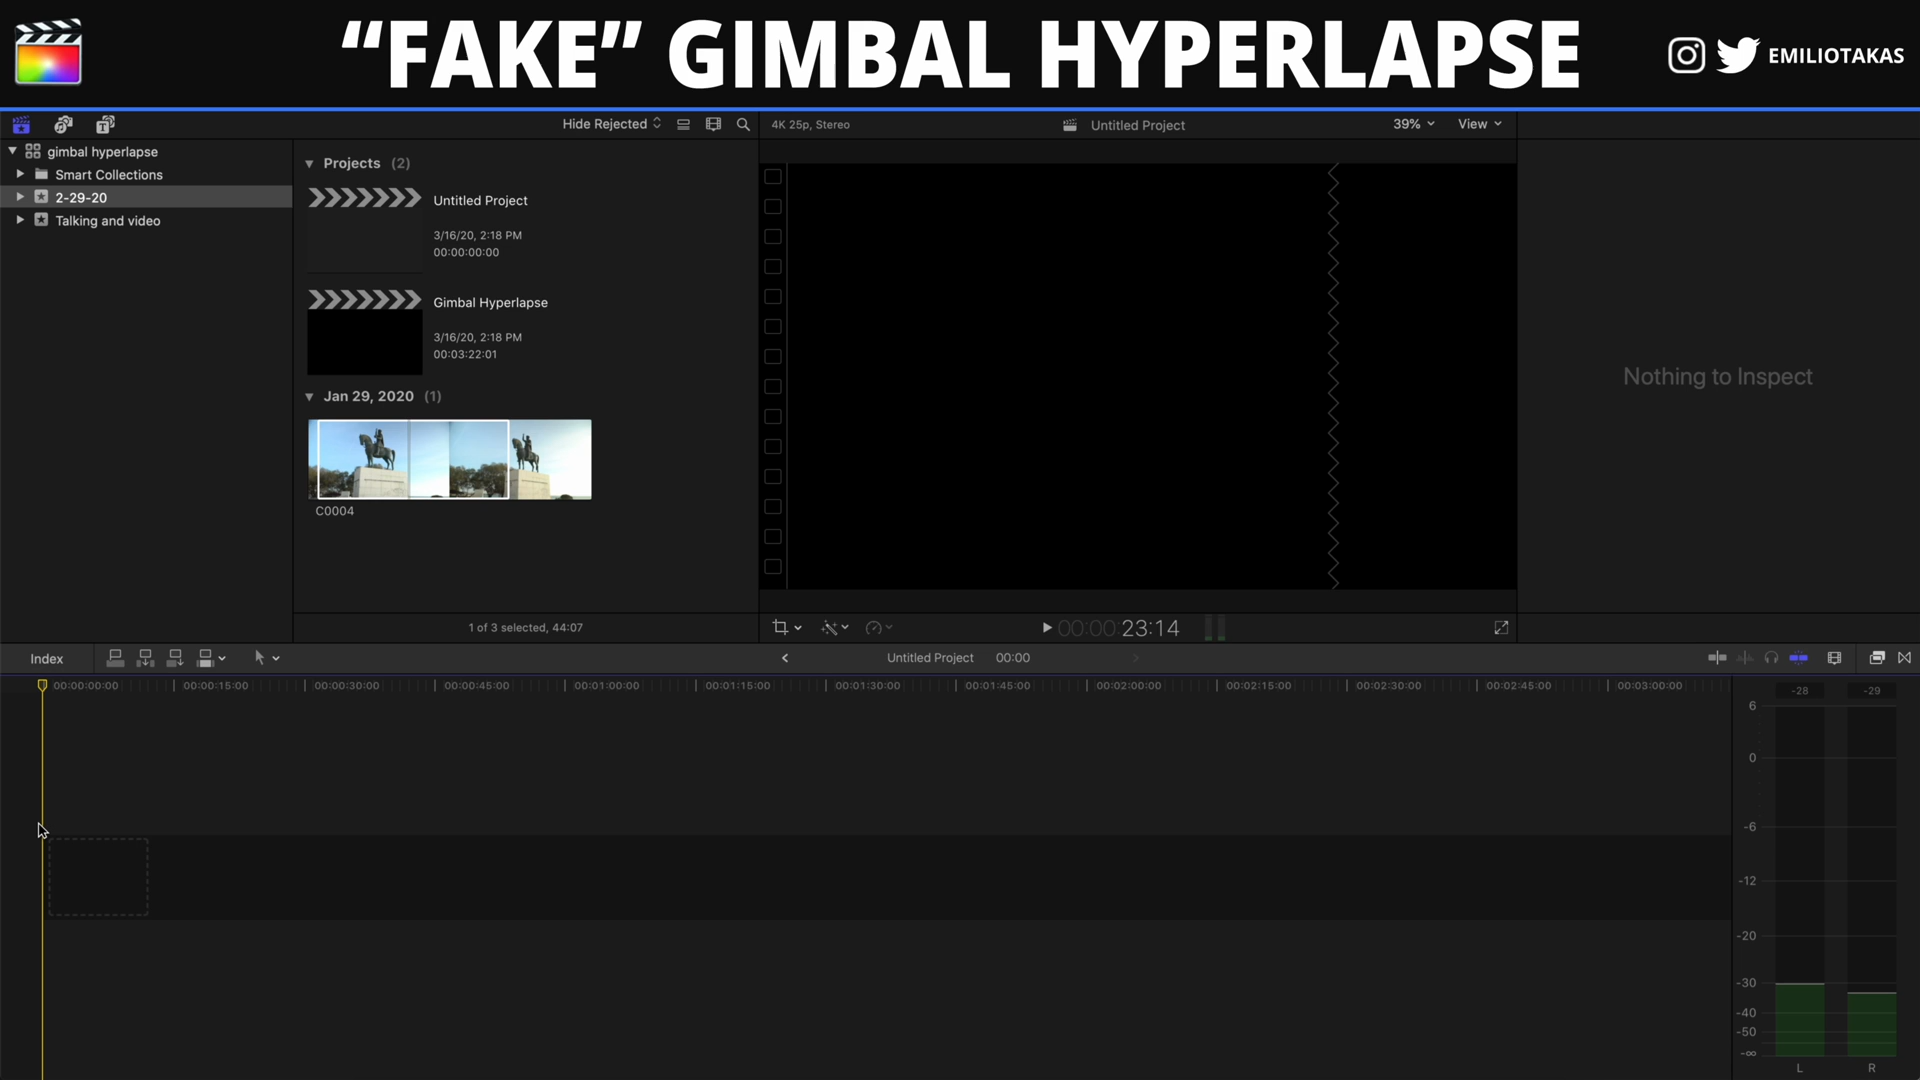 “FAKE” GIMBAL HYPERLAPSE
EMILIOTAKAS
Hide Rejected
4K 25p, Stereo
Untitled Project
39%
View
gimbal hyperlapse
Smart Collections
2-29-20
Talking and video
Projects (2)
Untitled Project
3/16/20, 2:18 PM
00:00:00:00
Gimbal Hyperlapse
3/16/20, 2:18 PM
00:03:22:01
Jan 29, 2020 (1)
C0004
Nothing to Inspect
1 of 3 selected, 44:07
00:00:23:14
Index
Untitled Project 00:00
00:00:00:00 00:00:15:00 00:00:30:00 00:00:45:00 00:01:00:00 00:01:15:00 00:01:30:00 00:01:45:00 00:02:00:00 00:02:15:00 00:02:30:00 00:02:45:00 00:03:00:00
-28 -29
6
0
-6
-12
-20
-30
-40
-50
-∞
L R